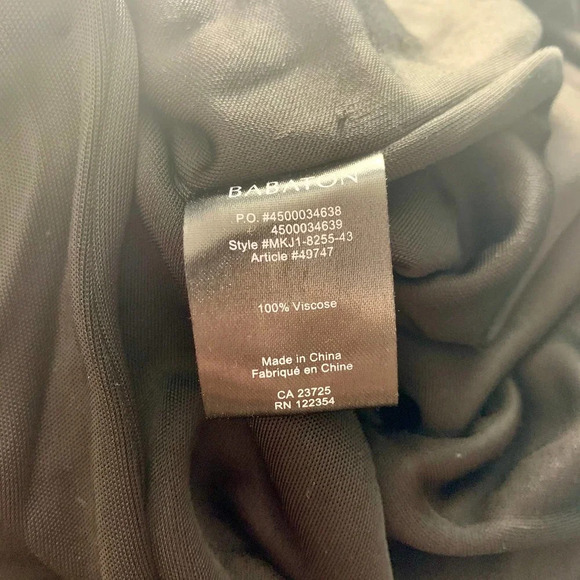 BABATON
P.O. #4500034638
+ 4500034639
Style #MKJ1-8255-43
Article #49747
100% Viscose
Made in China
Fabriqué en Chine
CA 23725
RN 122354